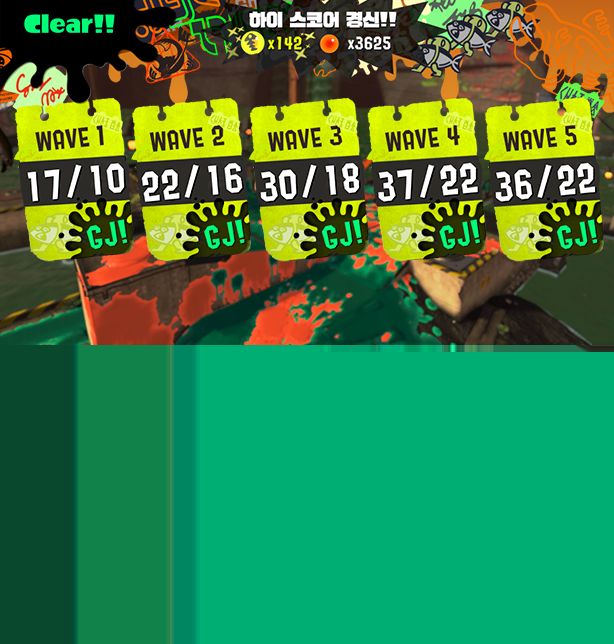 Clear!!
하이 스코어 경신!!
x142 x3625
WAVE 1
17/10
GJ!
WAVE 2
22/16
GJ!
WAVE 3
30/18
GJ!
WAVE 4
37/22
GJ!
WAVE 5
36/22
GJ!